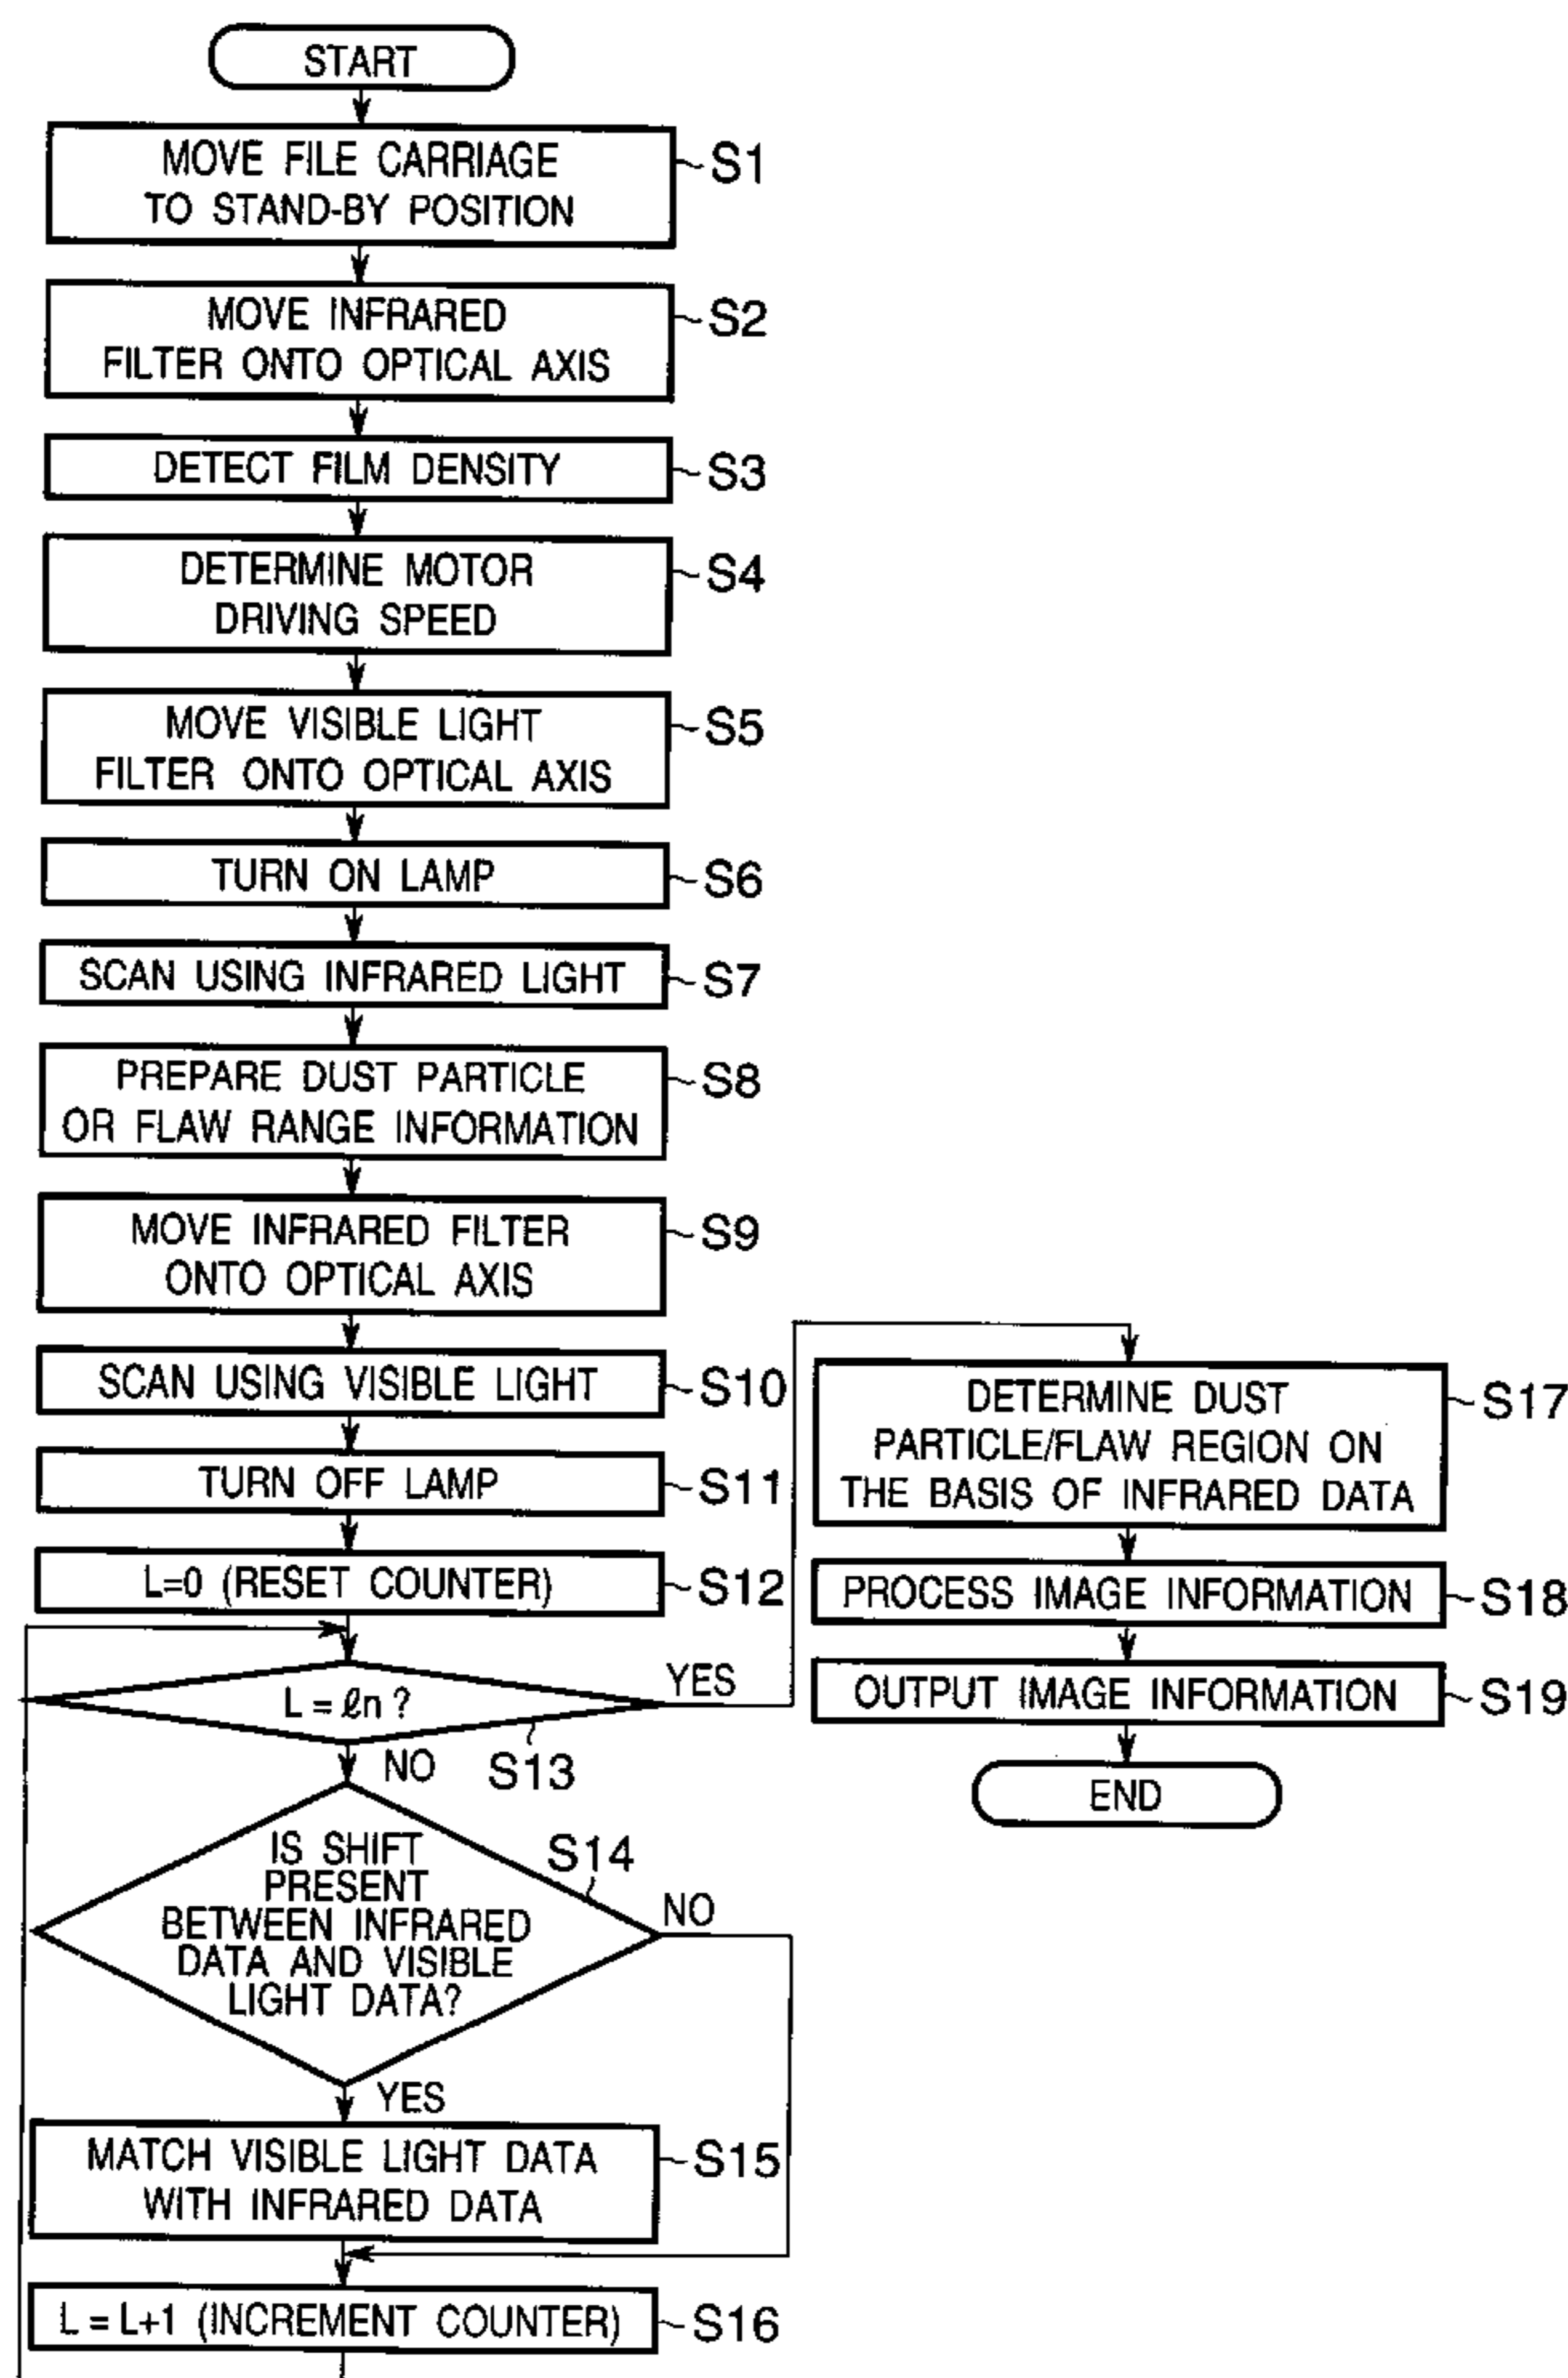 START
MOVE FILE CARRIAGE
TO STAND-BY POSITION
S1
MOVE INFRARED
FILTER ONTO OPTICAL AXIS
S2
DETECT FILM DENSITY
S3
DETERMINE MOTOR
DRIVING SPEED
S4
MOVE VISIBLE LIGHT
FILTER ONTO OPTICAL AXIS
S5
TURN ON LAMP
S6
SCAN USING INFRARED LIGHT
S7
PREPARE DUST PARTICLE
OR FLAW RANGE INFORMATION
S8
MOVE INFRARED FILTER
ONTO OPTICAL AXIS
S9
SCAN USING VISIBLE LIGHT
S10
TURN OFF LAMP
S11
L=0 (RESET COUNTER)
S12
L = ℓn ?
YES
NO
S13
IS SHIFT
PRESENT
BETWEEN INFRARED
DATA AND VISIBLE
LIGHT DATA?
S14
NO
YES
MATCH VISIBLE LIGHT DATA
WITH INFRARED DATA
S15
L = L+1 (INCREMENT COUNTER)
S16
DETERMINE DUST
PARTICLE/FLAW REGION ON
THE BASIS OF INFRARED DATA
S17
PROCESS IMAGE INFORMATION
S18
OUTPUT IMAGE INFORMATION
S19
END